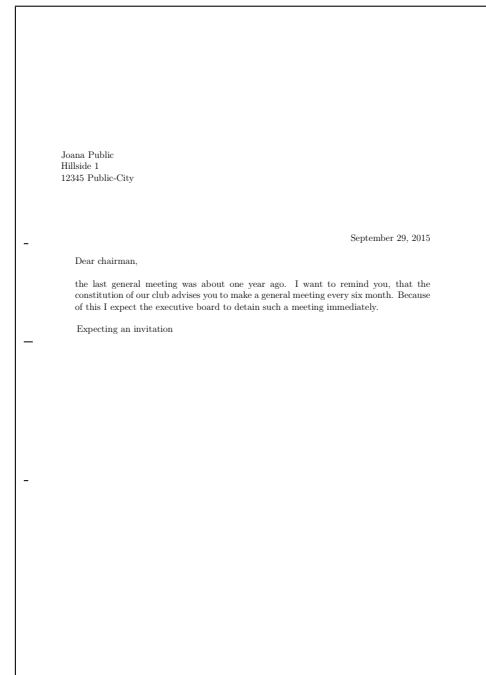 Joana Public
Hillside 1
12345 Public-City
September 29, 2015
Dear chairman,
the last general meeting was about one year ago. I want to remind you, that the
constitution of our club advises you to make a general meeting every six month. Because
of this I expect the executive board to detain such a meeting immediately.
Expecting an invitation